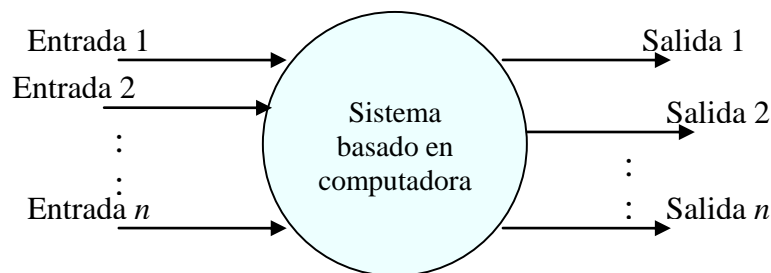 Entrada 1
Salida 1
Entrada 2
Salida 2
Sistema
basado en
computadora
:
:
:
:
Entrada n
Salida n